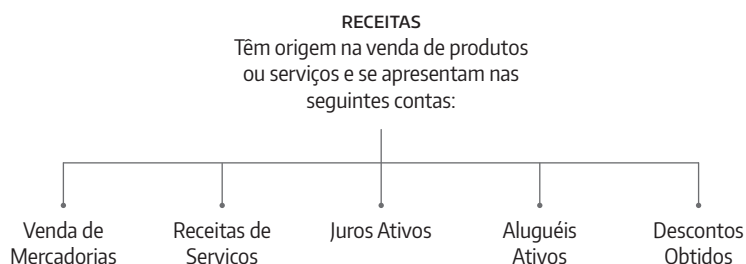 RECEITAS
Têm origem na venda de produtos
ou serviços e se apresentam nas
seguintes contas:
Venda de
Mercadorias
Receitas de
Serviços
Juros Ativos
Aluguéis
Ativos
Descontos
Obtidos